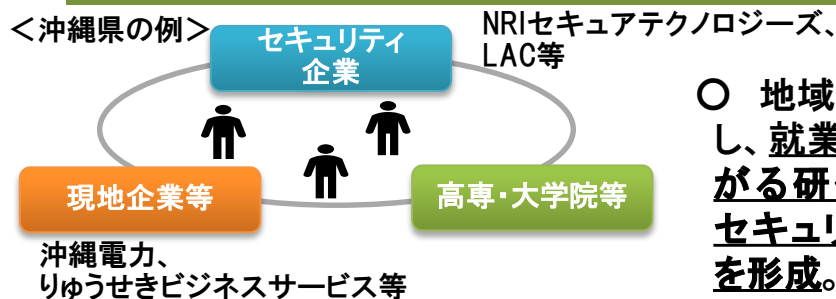 ＜沖縄県の例＞
セキュリティ
企業
NRIセキュアテクノロジーズ、
LAC等
現地企業等
高専・大学院等
沖縄電力、
りゅうせきビジネスサービス等
○　地域
し、就業
がる研
セキュリ
を形成。